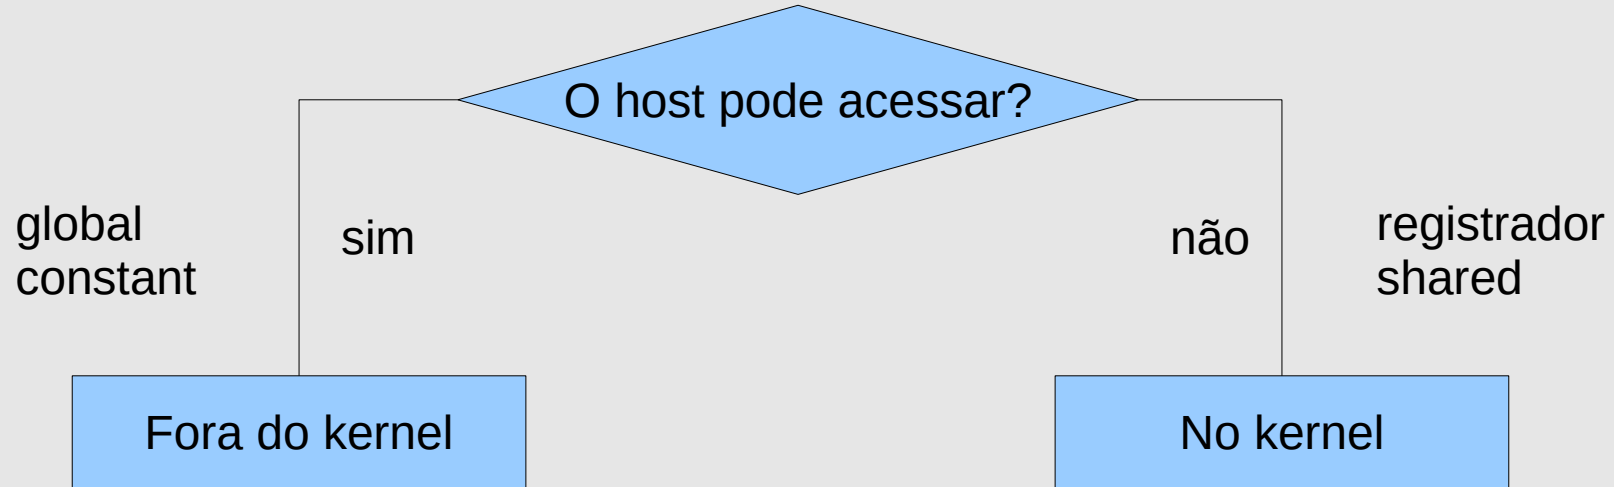 O host pode acessar?
global
constant
sim
não
registrador
shared
Fora do kernel
No kernel